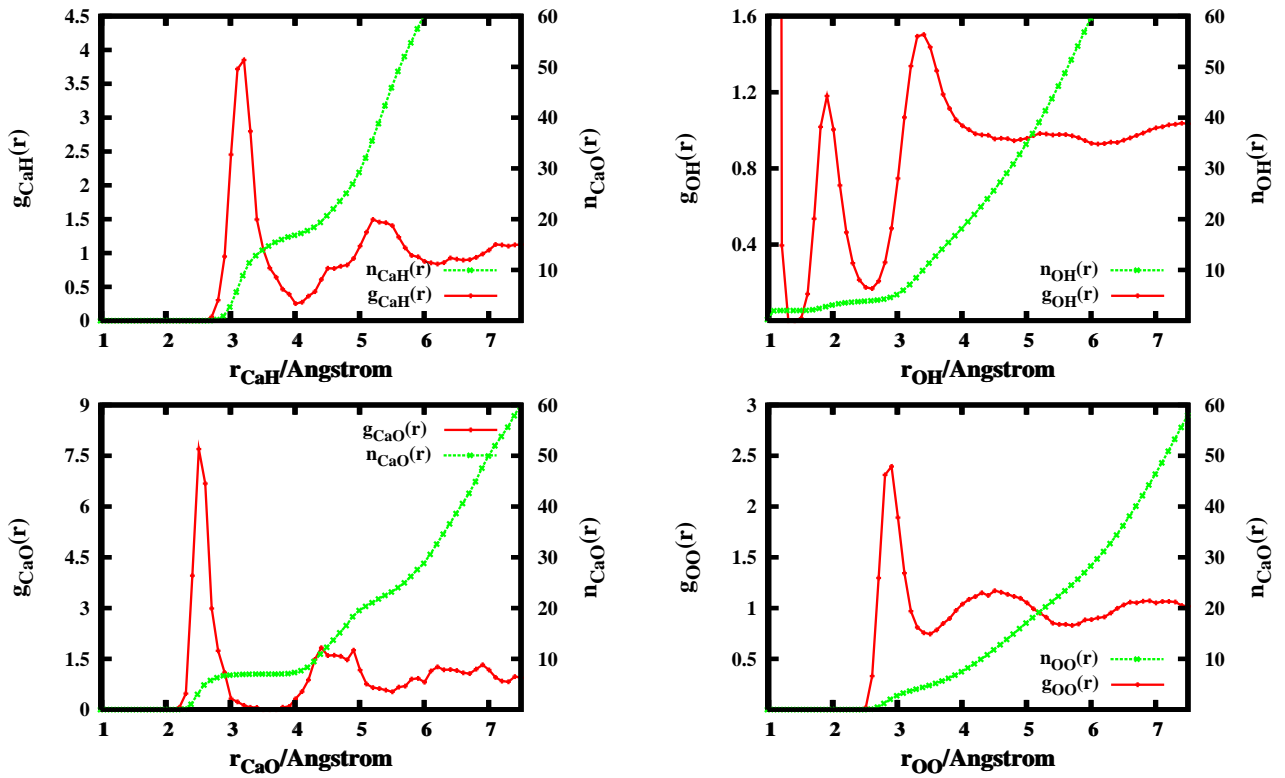 4.5
4
3.5
3
2.5
2
1.5
1
0.5
0
60
50
40
30
20
10
1 2 3 4 5 6 7
g_CaH(r)
n_CaO(r)
n_CaH(r)
g_CaH(r)
r_CaH/Angstrom
1.6
1.2
0.8
0.4
60
50
40
30
20
10
1 2 3 4 5 6 7
g_OH(r)
n_OH(r)
n_OH(r)
g_OH(r)
r_OH/Angstrom
9
7.5
6
4.5
3
1.5
0
60
50
40
30
20
10
0
1 2 3 4 5 6 7
g_CaO(r)
n_CaO(r)
g_CaO(r)
n_CaO(r)
r_CaO/Angstrom
3
2.5
2
1.5
1
0.5
60
50
40
30
20
10
0
1 2 3 4 5 6 7
g_OO(r)
n_CaO(r)
n_OO(r)
g_OO(r)
r_OO/Angstrom